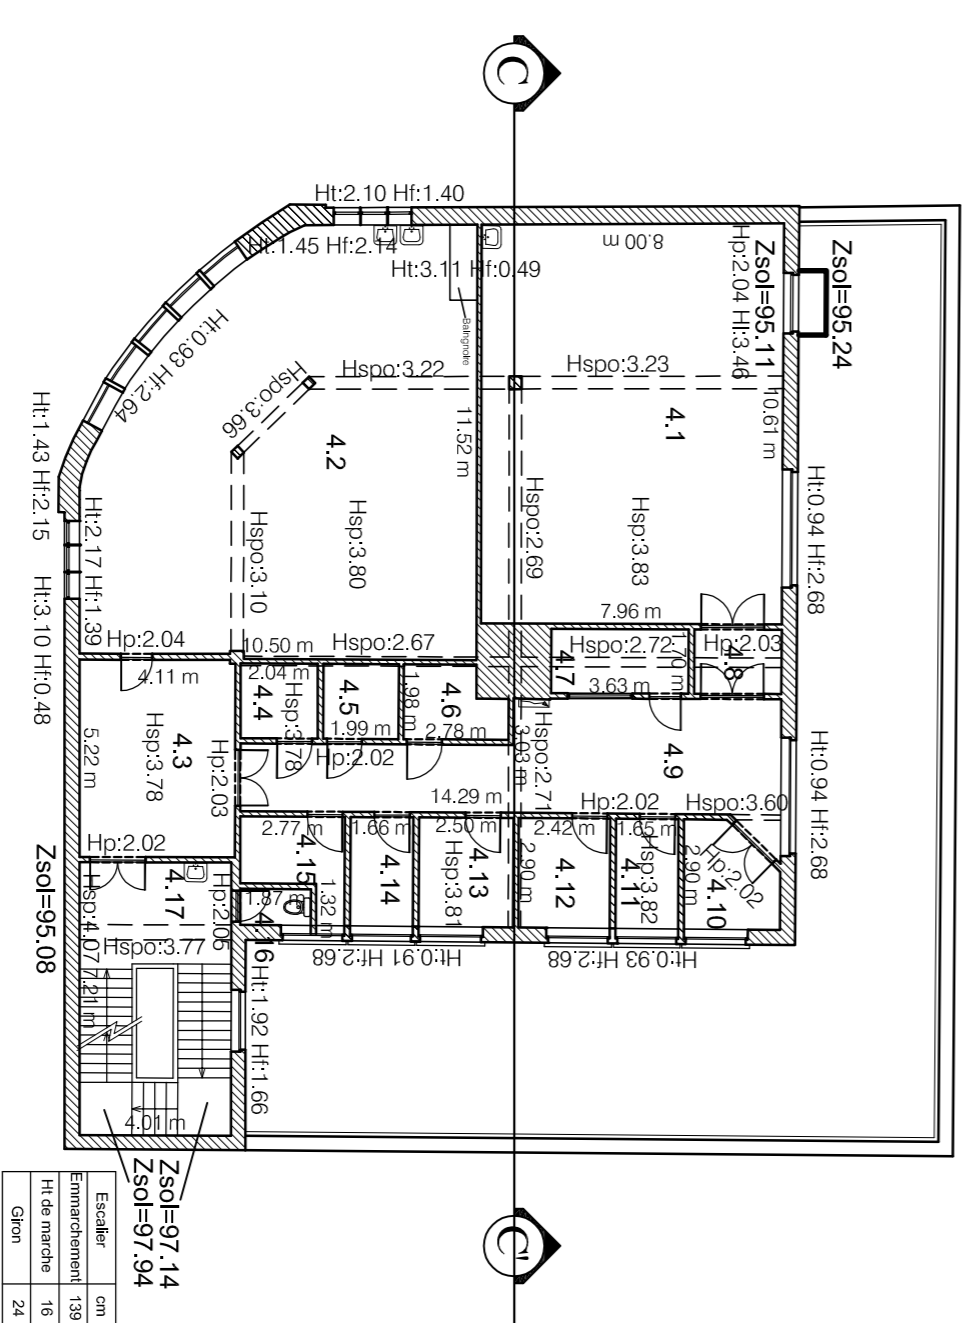 C
Ht:2.10 Hf:1.40
Ht:1.45 Hf:2.14
Ht:3.11 Hf:0.49
8.00 m
Hp:2.04 Hl:3.46
Zsol=95.11
Zsol=95.24
Baingnoire
Ht:0.93 Hf:2.64
Hspo:3.66
Hspo:3.22
Hspo:3.23
10.61 m
11.52 m
4.2
4.1
Ht:1.43 Hf:2.15
Ht:2.17 Hf:1.39
Hspo:3.10
Hsp:3.80
Hspo:2.69
Hsp:3.83
Ht:0.94 Hf:2.68
Ht:3.10 Hf:0.48
Hp:2.04
10.50 m
Hspo:2.67
7.96 m
Hspo:2.72
1.70 m
Hp:2.03
4.8
4.7
3.63 m
4.11 m
2.04 m
4.4
Hsp:3.78
4.5
1.99 m
1.98 m
4.6
2.78 m
5.22 m
Hsp:3.78
4.3
Hp:2.03
Hp:2.02
14.29 m
3.03 m
Hspo:2.71
4.9
Hp:2.02
Hspo:3.60
Ht:0.94 Hf:2.68
Hp:2.02
2.77 m
1.66 m
2.50 m
2.42 m
1.65 m
4.15
4.14
4.13
Hsp:3.81
2.90 m
4.12
4.11
Hsp:3.82
2.90 m
4.10
Hp:2.02
Zsol=95.08
Hsp:4.07
4.17
Hp:2.06
1.87 m
1.32 m
4.16
Hspo:3.77
7.21 m
Ht:0.91 Hf:2.68
Ht:0.93 Hf:2.68
Ht:1.92 Hf:1.66
4.01 m
Zsol=97.14
Zsol=97.94
C'
Escalier cm
Emmarchement 139
Ht de marche 16
Giron 24